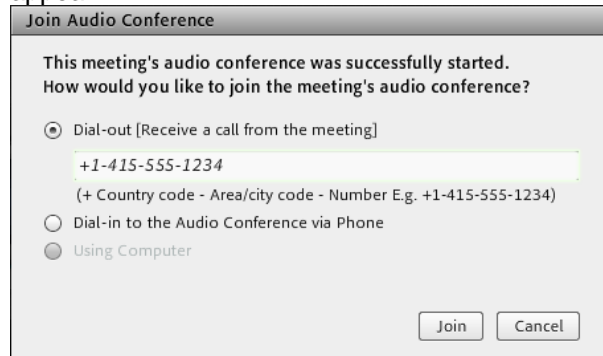 Join Audio Conference
This meeting's audio conference was successfully started.
How would you like to join the meeting's audio conference?
Dial-out [Receive a call from the meeting]
+1-415-555-1234
(+ Country code - Area/city code - Number E.g. +1-415-555-1234)
Dial-in to the Audio Conference via Phone
Using Computer
Join Cancel